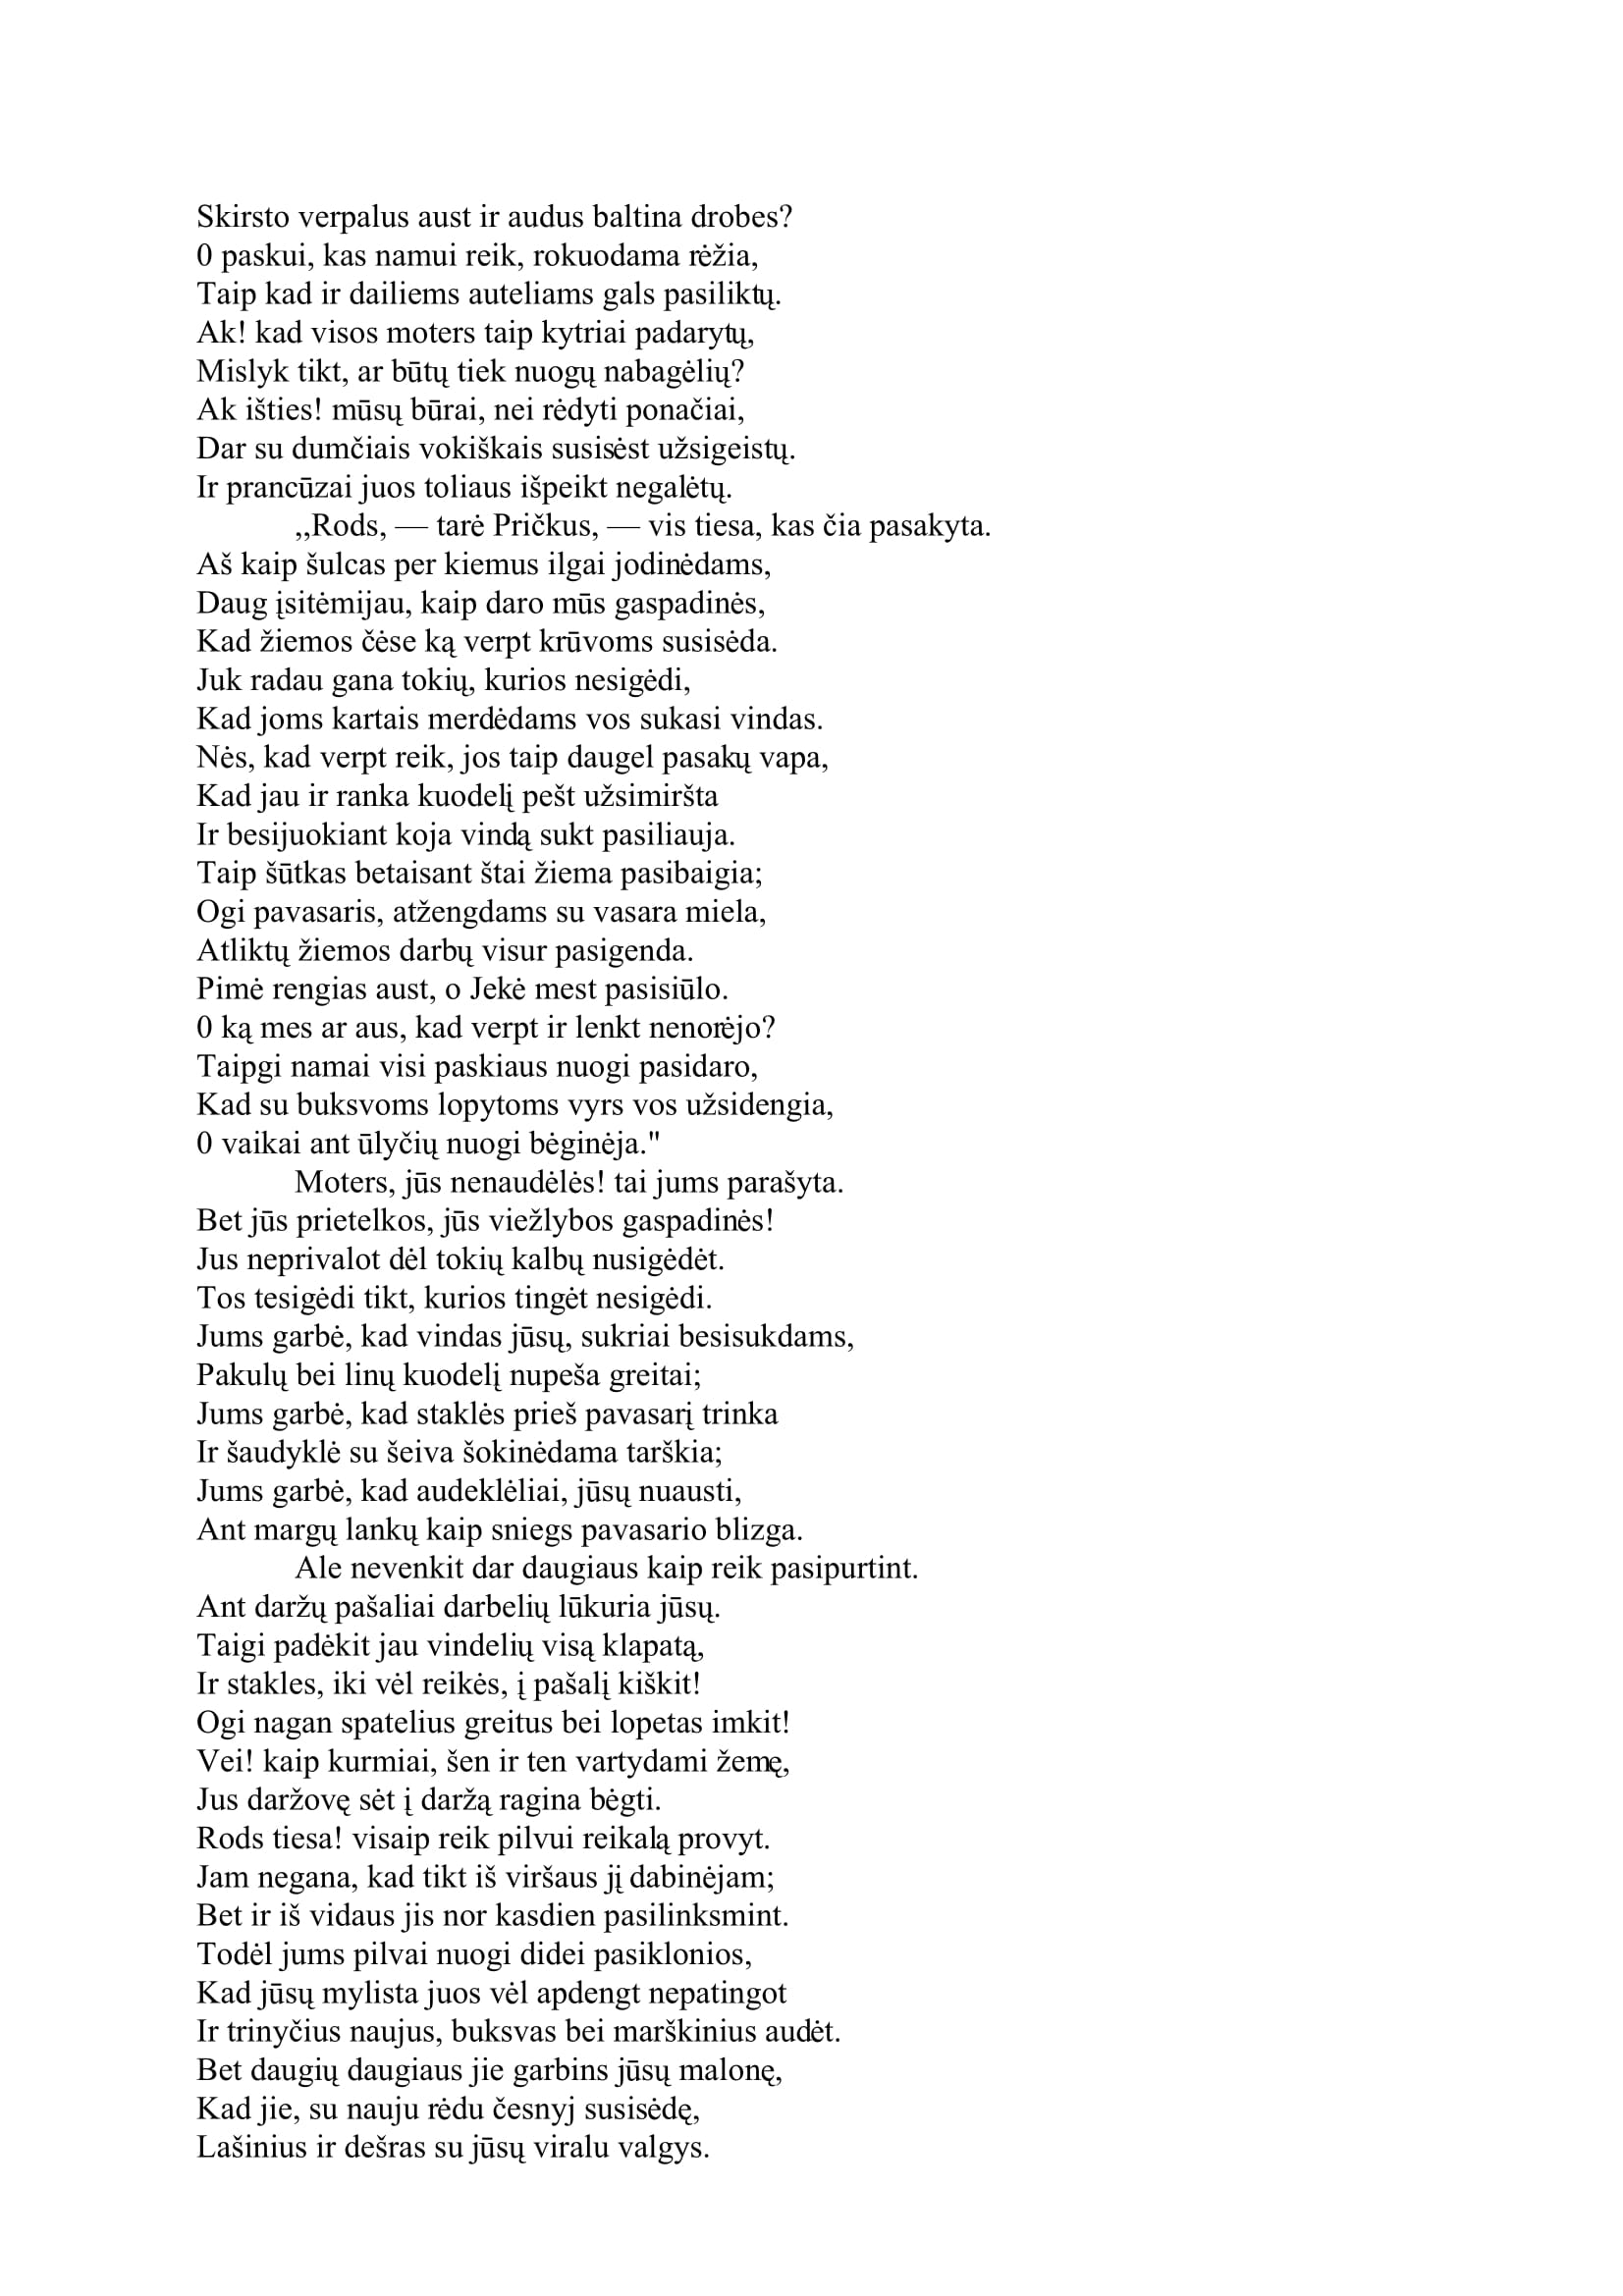 Skirsto verpalus aust ir audus baltina drobes?
0 paskui, kas namui reik, rokuodama rėžia,
Taip kad ir dailiems auteliams gals pasiliktų.
Ak! kad visos moters taip kytriai padarytų,
Mislyk tikt, ar būtų tiek nuogų nabagėlių?
Ak išties! mūsų būrai, nei rėdyti ponačiai,
Dar su dumčiais vokiškais susisėst užsigeistų.
Ir prancūzai juos toliaus išpeikt negalėtų.
,,Rods, — tarė Pričkus, — vis tiesa, kas čia pasakyta.
Aš kaip šulcas per kiemus ilgai jodinėdams,
Daug įsitėmijau, kaip daro mūs gaspadinės,
Kad žiemos čėse ką verpt krūvoms susisėda.
Juk radau gana tokių, kurios nesigėdi,
Kad joms kartais merdėdams vos sukasi vindas.
Nės, kad verpt reik, jos taip daugel pasakų vapa,
Kad jau ir ranka kuodelį pešt užsimiršta
Ir besijuokiant koja vindą sukt pasiliauja.
Taip šūtkas betaisant štai žiema pasibaigia;
Ogi pavasaris, atžengdams su vasara miela,
Atliktų žiemos darbų visur pasigenda.
Pimė rengias aust, o Jekė mest pasisiūlo.
0 ką mes ar aus, kad verpt ir lenkt nenorėjo?
Taipgi namai visi paskiaus nuogi pasidaro,
Kad su buksvoms lopytoms vyrs vos užsidengia,
0 vaikai ant ūlyčių nuogi bėginėja."
Moters, jūs nenaudėlės! tai jums parašyta.
Bet jūs prietelkos, jūs viežlybos gaspadinės!
Jus neprivalot dėl tokių kalbų nusigėdėt.
Tos tesigėdi tikt, kurios tingėt nesigėdi.
Jums garbė, kad vindas jūsų, sukriai besisukdams,
Pakulų bei linų kuodelį nupeša greitai;
Jums garbė, kad staklės prieš pavasarį trinka
Ir šaudyklė su šeiva šokinėdama tarškia;
Jums garbė, kad audeklėliai, jūsų nuausti,
Ant margų lankų kaip sniegs pavasario blizga.
Ale nevenkit dar daugiaus kaip reik pasipurtint.
Ant daržų pašaliai darbelių lūkuria jūsų.
Taigi padėkit jau vindelių visą klapatą,
Ir stakles, iki vėl reikės, į pašalį kiškit!
Ogi nagan spatelius greitus bei lopetas imkit!
Vei! kaip kurmiai, šen ir ten vartydami žemę,
Jus daržovę sėt į daržą ragina bėgti.
Rods tiesa! visaip reik pilvui reikalą provyt.
Jam negana, kad tikt iš viršaus jį dabinėjam;
Bet ir iš vidaus jis nor kasdien pasilinksmint.
Todėl jums pilvai nuogi didei pasiklonios,
Kad jūsų mylista juos vėl apdengt nepatingot
Ir trinyčius naujus, buksvas bei marškinius audėt.
Bet daugių daugiaus jie garbins jūsų malonę,
Kad jie, su nauju rėdu česnyj susisėdę,
Lašinius ir dešras su jūsų viralu valgys.